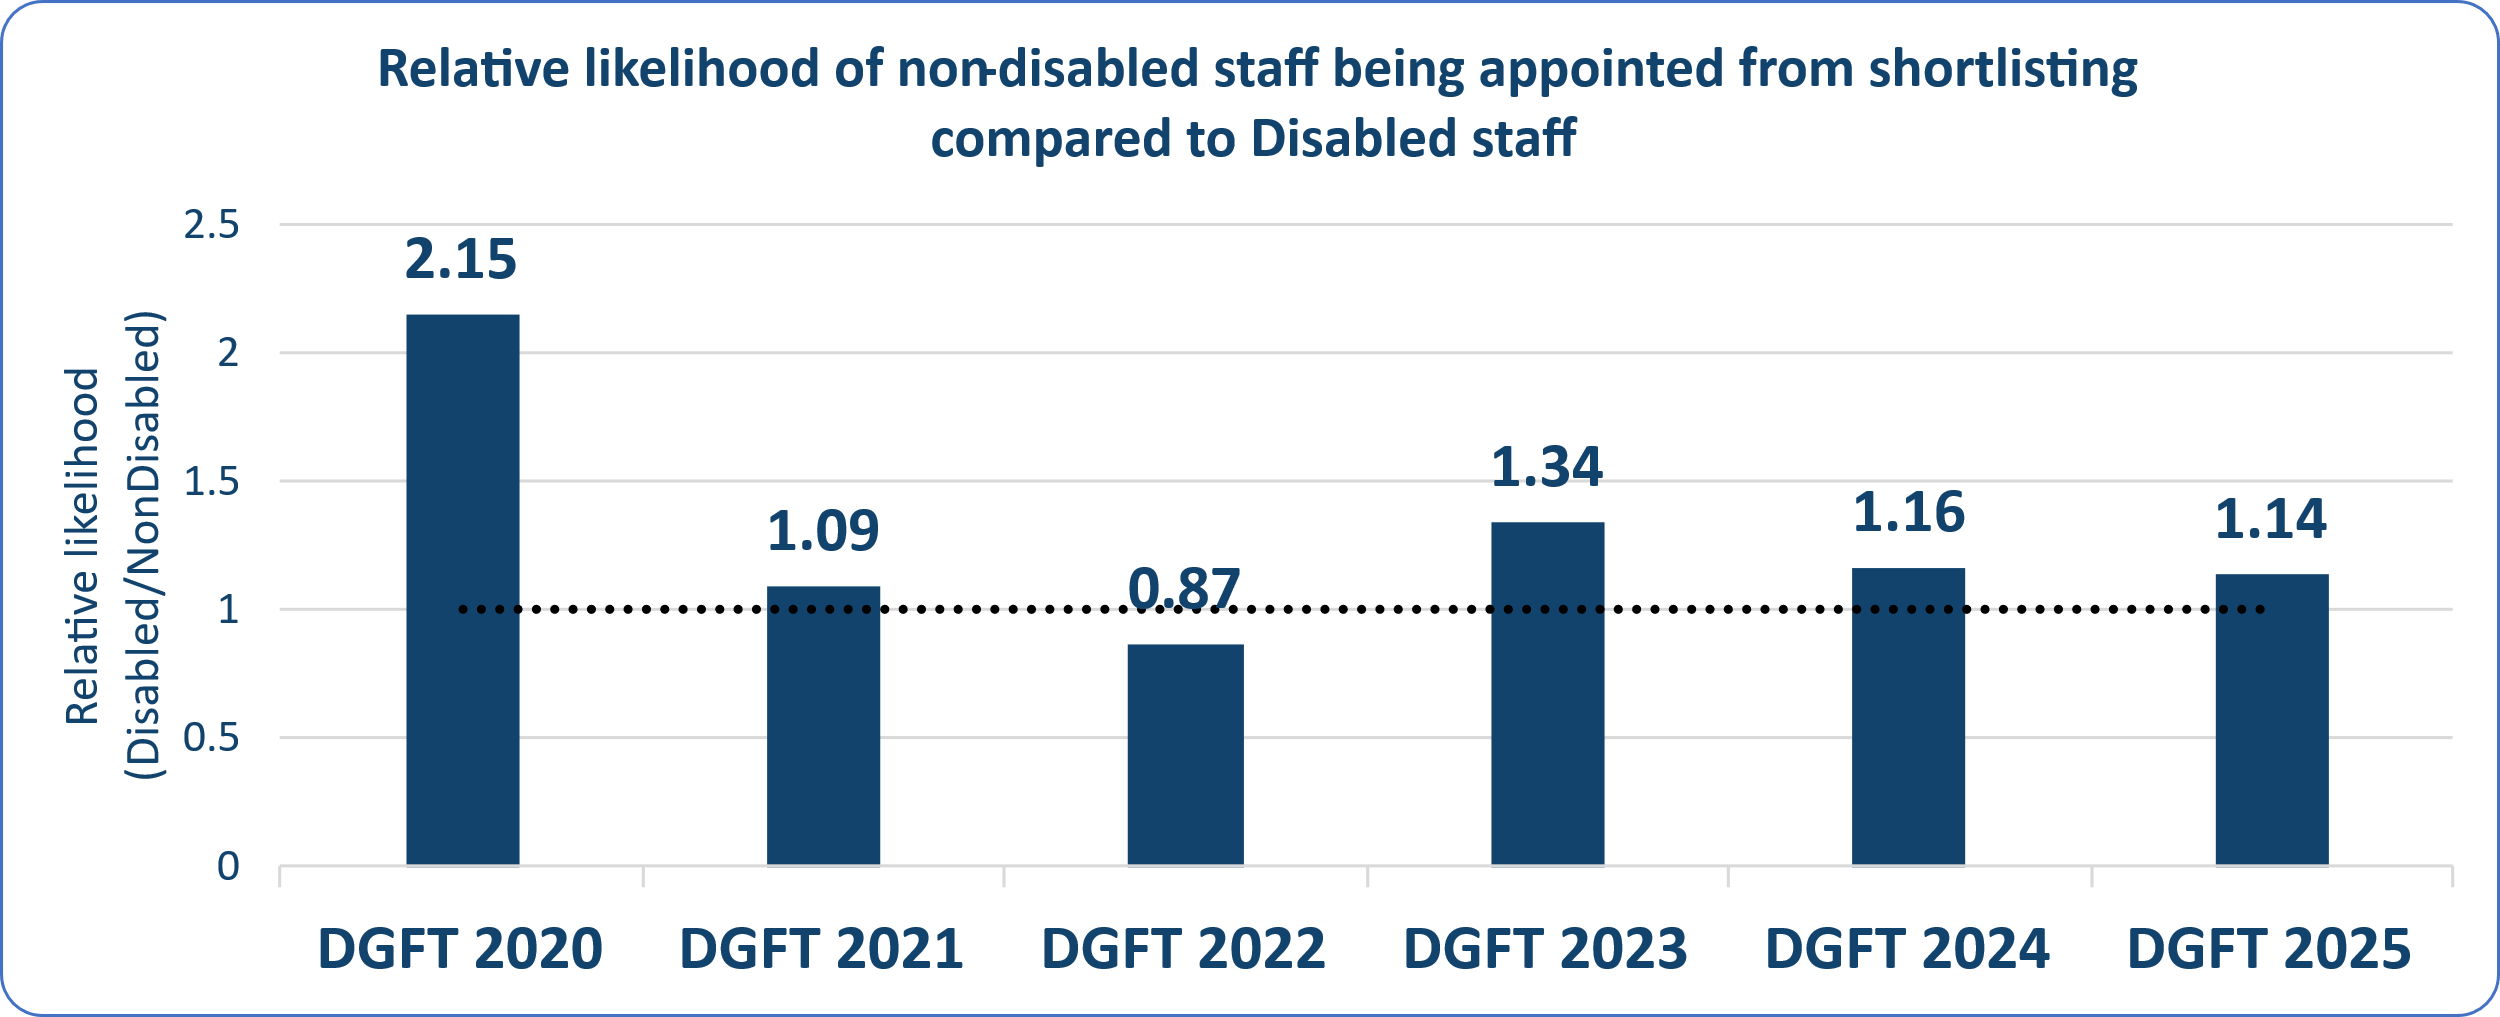 Relative likelihood of non-disabled staff being appointed from shortlisting
compared to Disabled staff
Relative likelihood
(Disabled/NonDisabled)
2.5
2
1.5
1
0.5
0
2.15
1.09
0.87
1.34
1.16
1.14
DGFT 2020
DGFT 2021
DGFT 2022
DGFT 2023
DGFT 2024
DGFT 2025